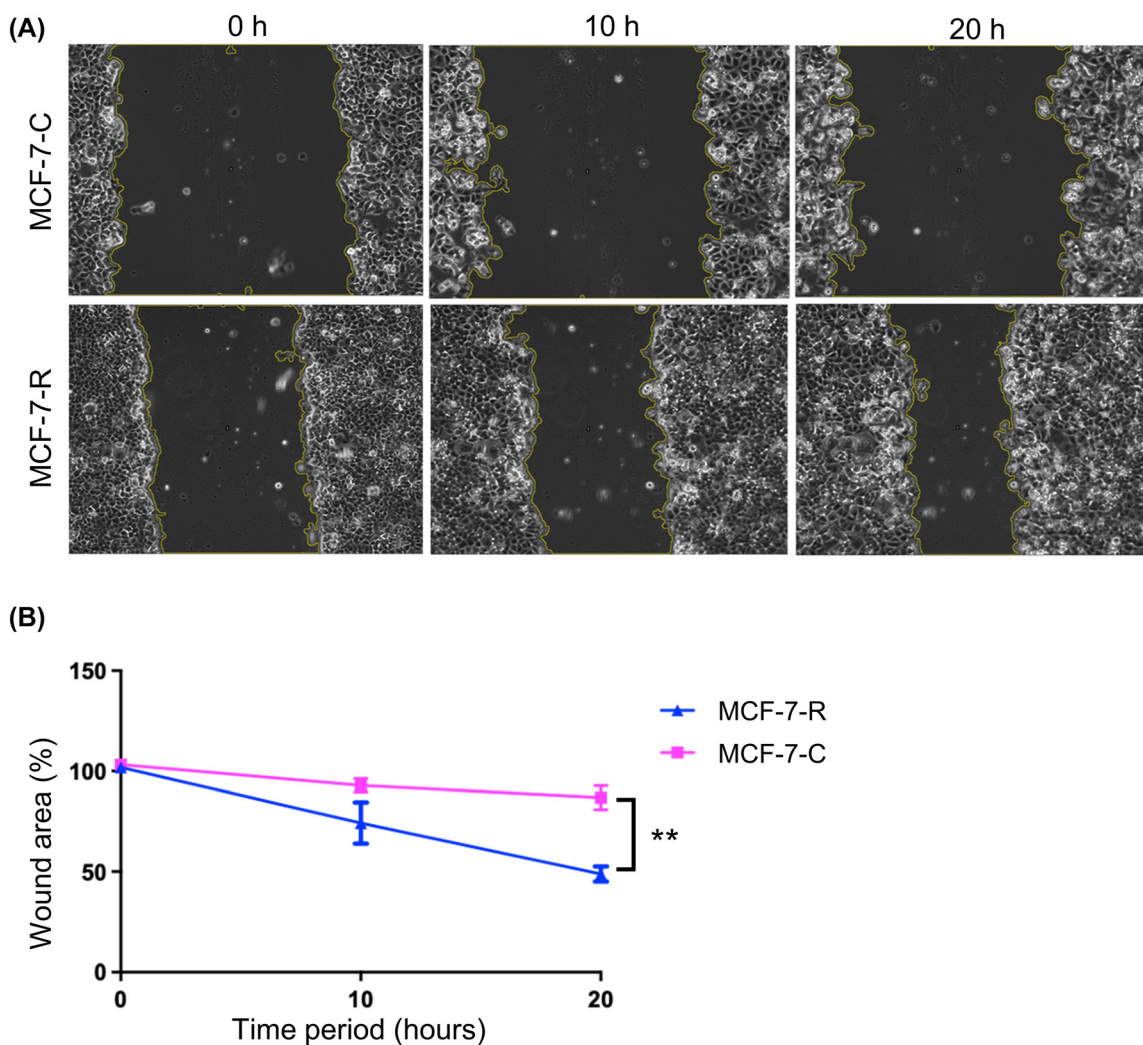 (A)
0 h
10 h
20 h
MCF-7-C
MCF-7-R
(B)
150
100
50
0
0
10
20
Wound area (%)
Time period (hours)
MCF-7-R
MCF-7-C
**